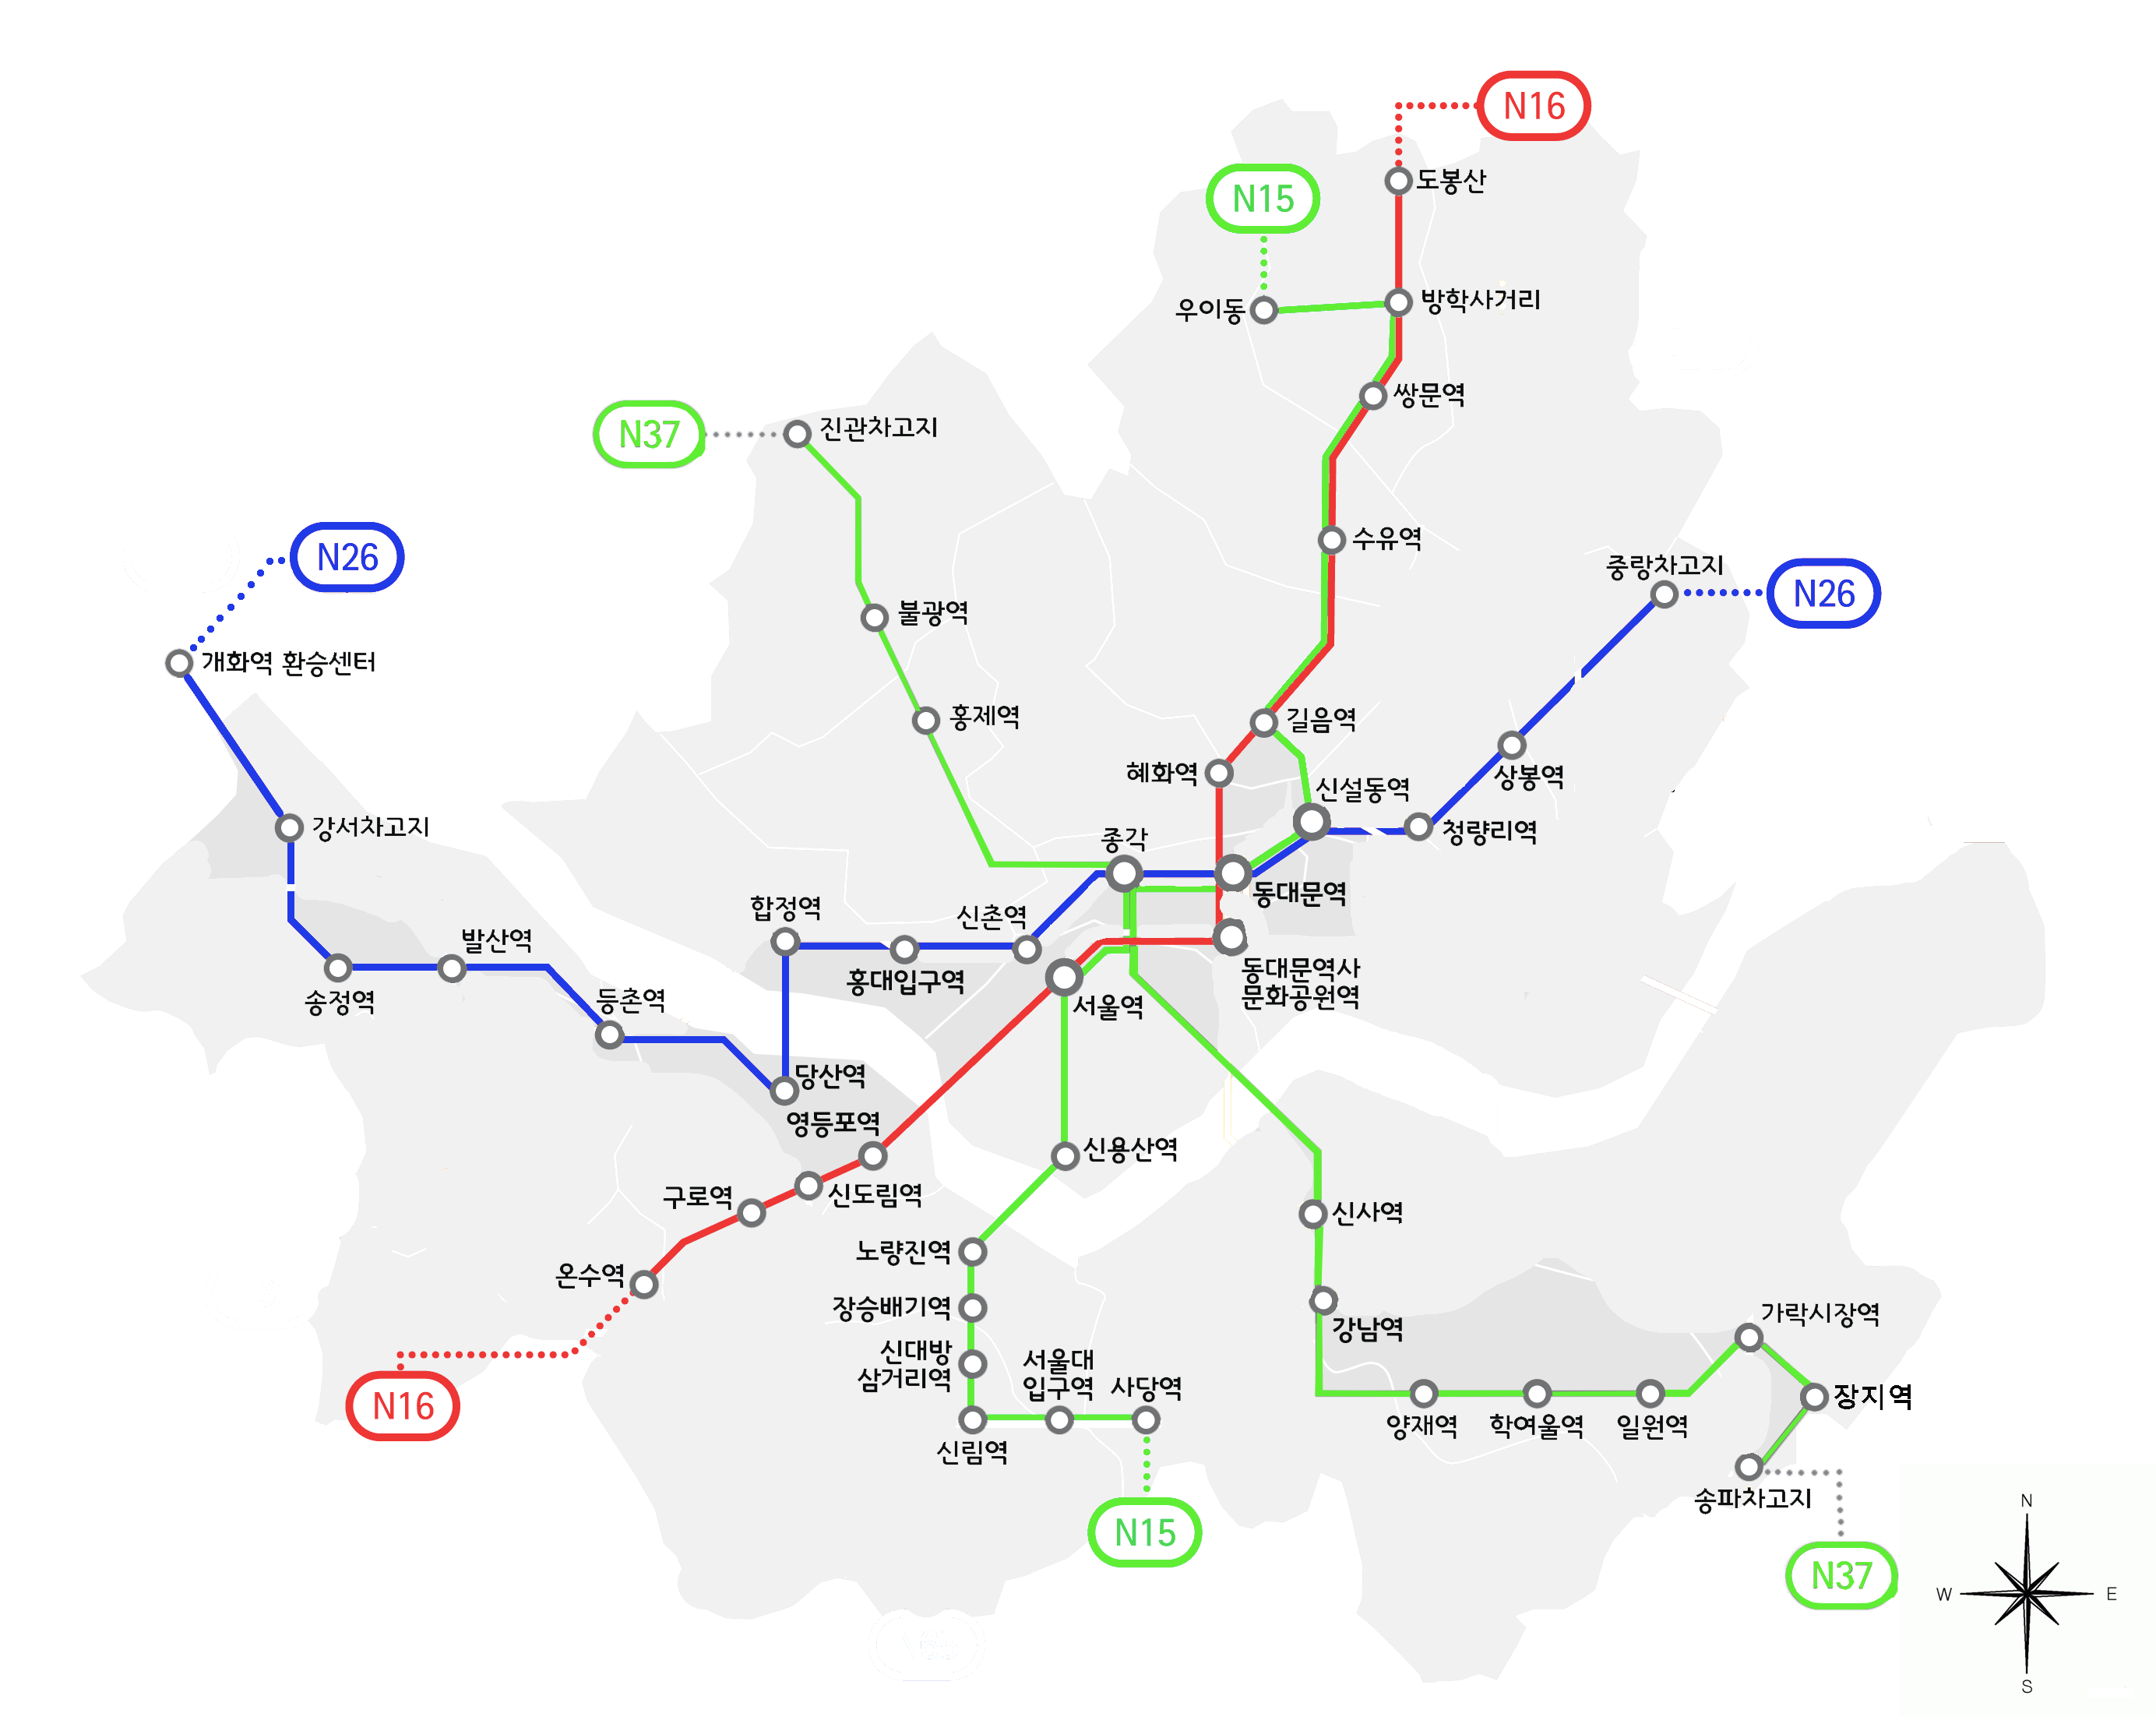 N16
도봉산
N15
우이동
방학사거리
쌍문역
N37
진관차고지
수유역
N26
중랑차고지
N26
불광역
개화역 환승센터
홍제역
길음역
혜화역
신설동역
상봉역
강서차고지
청량리역
종각
동대문역
합정역
신촌역
발산역
홍대입구역
동대문역사
문화공원역
송정역
등촌역
서울역
당산역
영등포역
신용산역
구로역
신도림역
신사역
노량진역
온수역
장승배기역
가락시장역
강남역
신대방
삼거리역
서울대
입구역
사당역
장지역
N16
양재역
학여울역
일원역
신림역
송파차고지
N15
N37
N
W
E
S